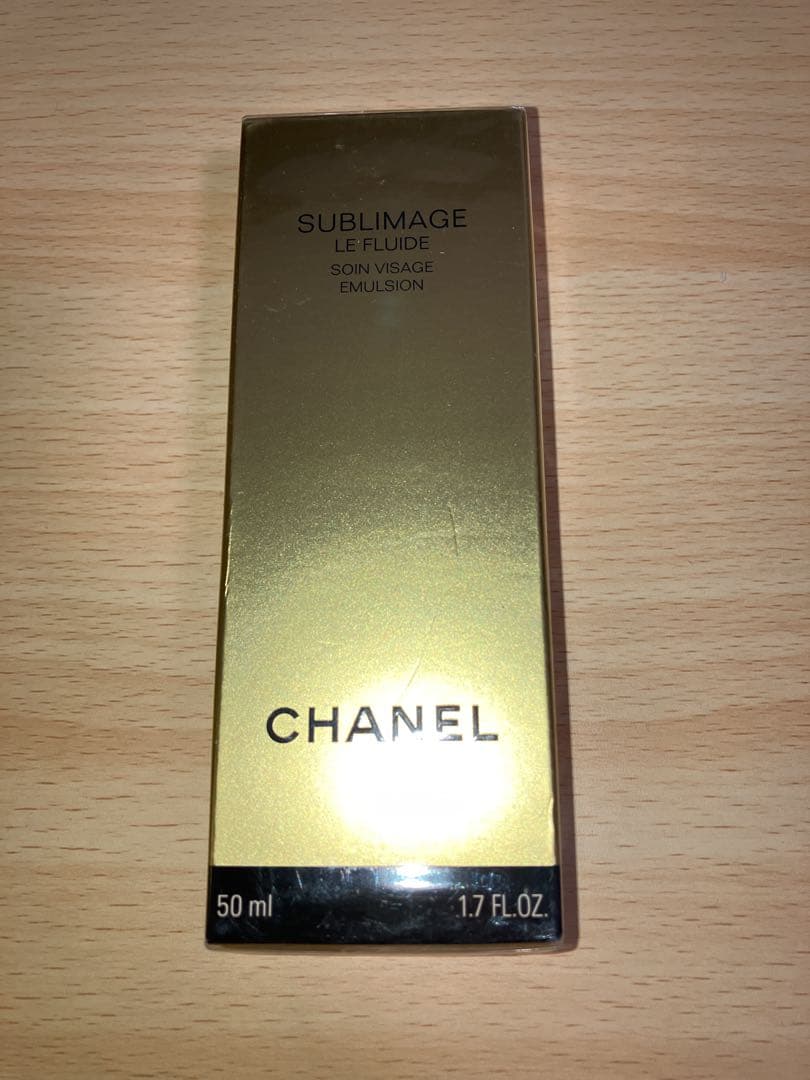 SUBLIMAGE
LE FLUIDE
SOIN VISAGE
EMULSION
CHANEL
50 ml 1.7 FL.OZ.